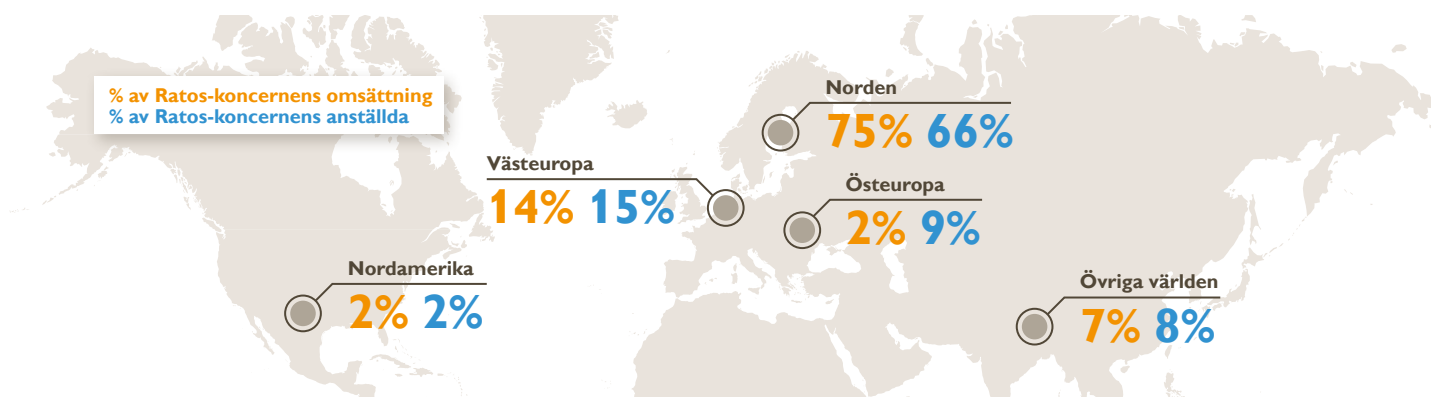 % av Ratos-koncernens omsättning
% av Ratos-koncernens anställda
Norden
75% 66%
Västeuropa
14% 15%
Östeuropa
2% 9%
Nordamerika
2% 2%
Övriga världen
7% 8%